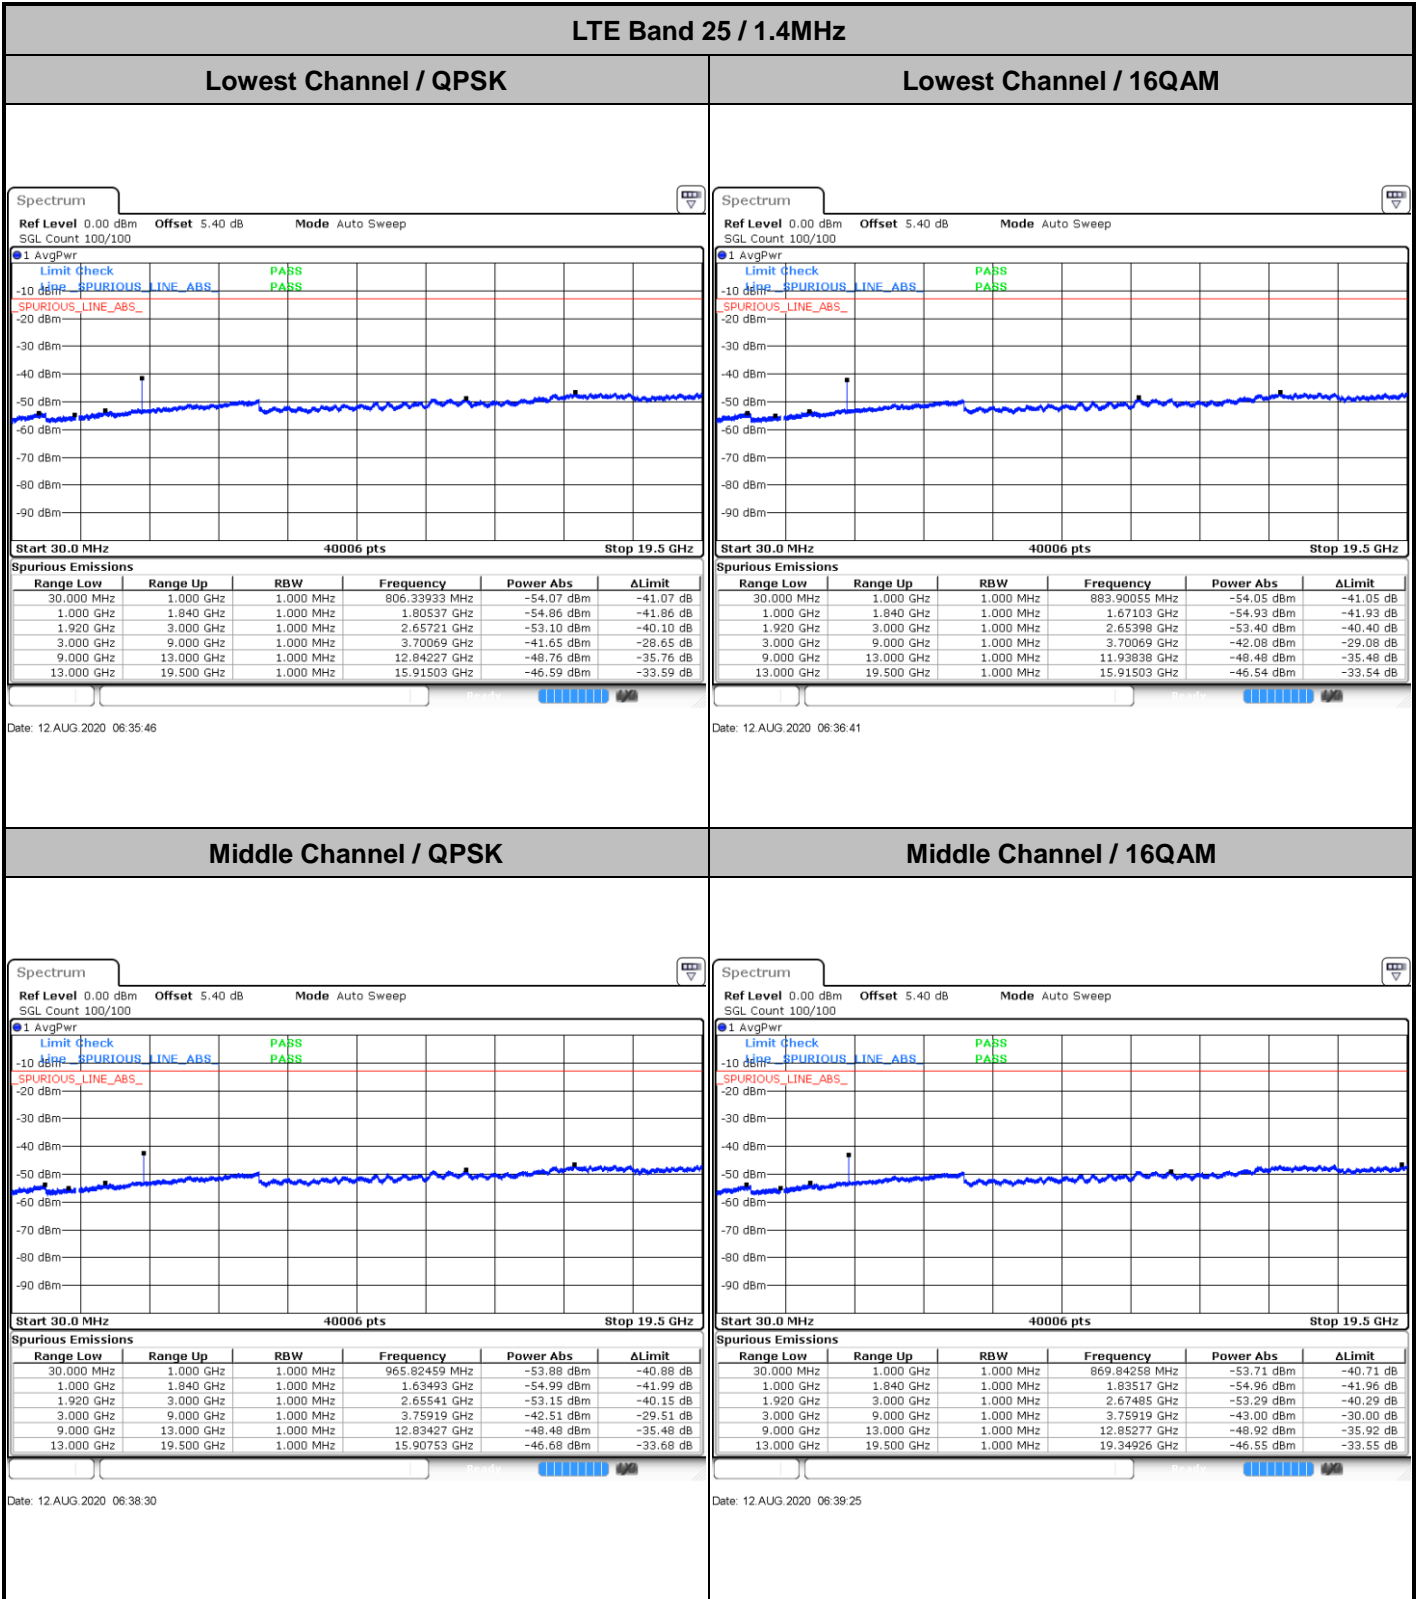 LTE Band 25 / 1.4MHz
Lowest Channel / QPSK
Lowest Channel / 16QAM
Spectrum
Ref Level 0.00 dBm Offset 5.40 dB Mode Auto Sweep
SGL Count 100/100
1 AvgPwr
Limit Check PASS
Line _SPURIOUS_LINE_ABS_ PASS
-10 dBm
_SPURIOUS_LINE_ABS_
-20 dBm
-30 dBm
-40 dBm
-50 dBm
-60 dBm
-70 dBm
-80 dBm
-90 dBm
Start 30.0 MHz 40006 pts Stop 19.5 GHz
Spurious Emissions
Range Low Range Up RBW Frequency Power Abs ΔLimit
30.000 MHz 1.000 GHz 1.000 MHz 806.33933 MHz -54.07 dBm -41.07 dB
1.000 GHz 1.840 GHz 1.000 MHz 1.80537 GHz -54.86 dBm -41.86 dB
1.920 GHz 3.000 GHz 1.000 MHz 2.65721 GHz -53.10 dBm -40.10 dB
3.000 GHz 9.000 GHz 1.000 MHz 3.70069 GHz -41.65 dBm -28.65 dB
9.000 GHz 13.000 GHz 1.000 MHz 12.84227 GHz -48.76 dBm -35.76 dB
13.000 GHz 19.500 GHz 1.000 MHz 15.91503 GHz -46.59 dBm -33.59 dB
Ready
Date: 12.AUG.2020 06:35:46
Spectrum
Ref Level 0.00 dBm Offset 5.40 dB Mode Auto Sweep
SGL Count 100/100
1 AvgPwr
Limit Check PASS
Line _SPURIOUS_LINE_ABS_ PASS
-10 dBm
_SPURIOUS_LINE_ABS_
-20 dBm
-30 dBm
-40 dBm
-50 dBm
-60 dBm
-70 dBm
-80 dBm
-90 dBm
Start 30.0 MHz 40006 pts Stop 19.5 GHz
Spurious Emissions
Range Low Range Up RBW Frequency Power Abs ΔLimit
30.000 MHz 1.000 GHz 1.000 MHz 883.90055 MHz -54.05 dBm -41.05 dB
1.000 GHz 1.840 GHz 1.000 MHz 1.67103 GHz -54.93 dBm -41.93 dB
1.920 GHz 3.000 GHz 1.000 MHz 2.65398 GHz -53.40 dBm -40.40 dB
3.000 GHz 9.000 GHz 1.000 MHz 3.70069 GHz -42.08 dBm -29.08 dB
9.000 GHz 13.000 GHz 1.000 MHz 11.93838 GHz -48.48 dBm -35.48 dB
13.000 GHz 19.500 GHz 1.000 MHz 15.91503 GHz -46.54 dBm -33.54 dB
Ready
Date: 12.AUG.2020 06:36:41
Middle Channel / QPSK
Middle Channel / 16QAM
Spectrum
Ref Level 0.00 dBm Offset 5.40 dB Mode Auto Sweep
SGL Count 100/100
1 AvgPwr
Limit Check PASS
Line _SPURIOUS_LINE_ABS_ PASS
-10 dBm
_SPURIOUS_LINE_ABS_
-20 dBm
-30 dBm
-40 dBm
-50 dBm
-60 dBm
-70 dBm
-80 dBm
-90 dBm
Start 30.0 MHz 40006 pts Stop 19.5 GHz
Spurious Emissions
Range Low Range Up RBW Frequency Power Abs ΔLimit
30.000 MHz 1.000 GHz 1.000 MHz 965.82459 MHz -53.88 dBm -40.88 dB
1.000 GHz 1.840 GHz 1.000 MHz 1.63493 GHz -54.99 dBm -41.99 dB
1.920 GHz 3.000 GHz 1.000 MHz 2.65541 GHz -53.15 dBm -40.15 dB
3.000 GHz 9.000 GHz 1.000 MHz 3.75919 GHz -42.51 dBm -29.51 dB
9.000 GHz 13.000 GHz 1.000 MHz 12.83427 GHz -48.48 dBm -35.48 dB
13.000 GHz 19.500 GHz 1.000 MHz 15.90753 GHz -46.68 dBm -33.68 dB
Ready
Date: 12.AUG.2020 06:38:30
Spectrum
Ref Level 0.00 dBm Offset 5.40 dB Mode Auto Sweep
SGL Count 100/100
1 AvgPwr
Limit Check PASS
Line _SPURIOUS_LINE_ABS_ PASS
-10 dBm
_SPURIOUS_LINE_ABS_
-20 dBm
-30 dBm
-40 dBm
-50 dBm
-60 dBm
-70 dBm
-80 dBm
-90 dBm
Start 30.0 MHz 40006 pts Stop 19.5 GHz
Spurious Emissions
Range Low Range Up RBW Frequency Power Abs ΔLimit
30.000 MHz 1.000 GHz 1.000 MHz 869.84258 MHz -53.71 dBm -40.71 dB
1.000 GHz 1.840 GHz 1.000 MHz 1.83517 GHz -54.96 dBm -41.96 dB
1.920 GHz 3.000 GHz 1.000 MHz 2.67485 GHz -53.29 dBm -40.29 dB
3.000 GHz 9.000 GHz 1.000 MHz 3.75919 GHz -43.00 dBm -30.00 dB
9.000 GHz 13.000 GHz 1.000 MHz 12.85277 GHz -48.92 dBm -35.92 dB
13.000 GHz 19.500 GHz 1.000 MHz 19.34926 GHz -46.55 dBm -33.55 dB
Ready
Date: 12.AUG.2020 06:39:25